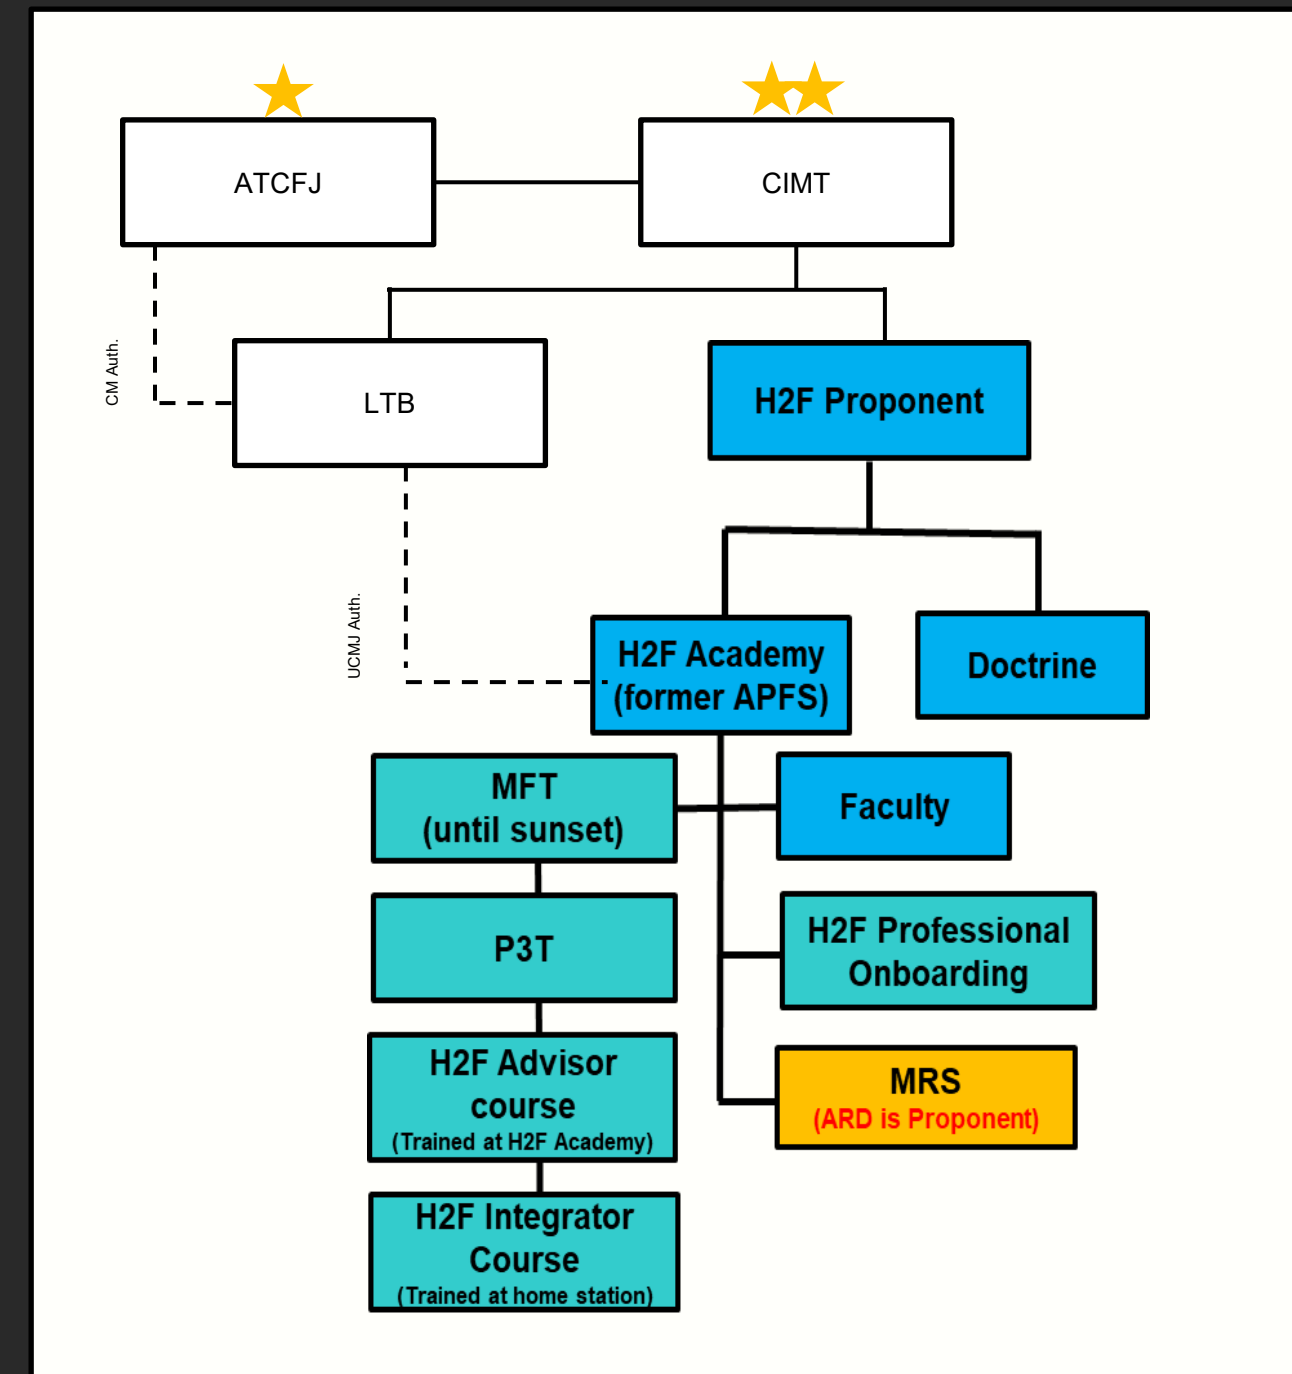 ATCFJ
CIMT
CM Auth.
LTB
H2F Proponent
UCMJ Auth.
H2F Academy
(former APFS)
Doctrine
MFT
(until sunset)
Faculty
P3T
H2F Professional
Onboarding
H2F Advisor
course
(Trained at H2F Academy)
MRS
(ARD is Proponent)
H2F Integrator
Course
(Trained at home station)